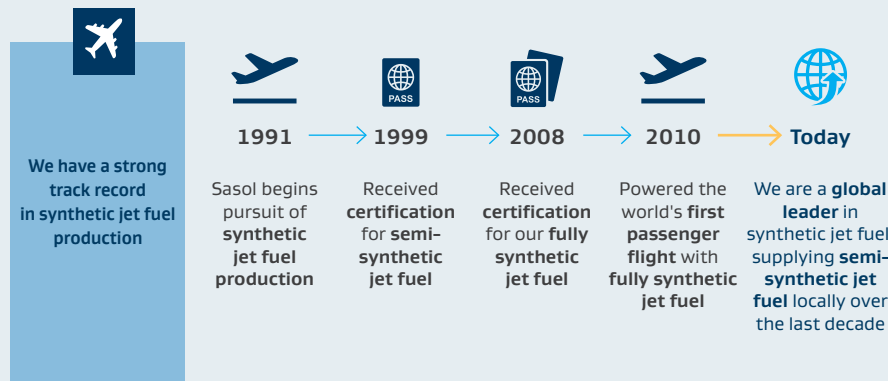 We have a strong
track record
in synthetic jet fuel
production
PASS
PASS
1991
1999
2008
2010
Today
Sasol begins
pursuit of
synthetic
jet fuel
production
Received
certification
for semi-
synthetic
jet fuel
Received
certification
for our fully
synthetic
jet fuel
Powered the
world's first
passenger
flight with
fully synthetic
jet fuel
We are a global
leader in
synthetic jet fuel
supplying semi-
synthetic jet
fuel locally over
the last decade